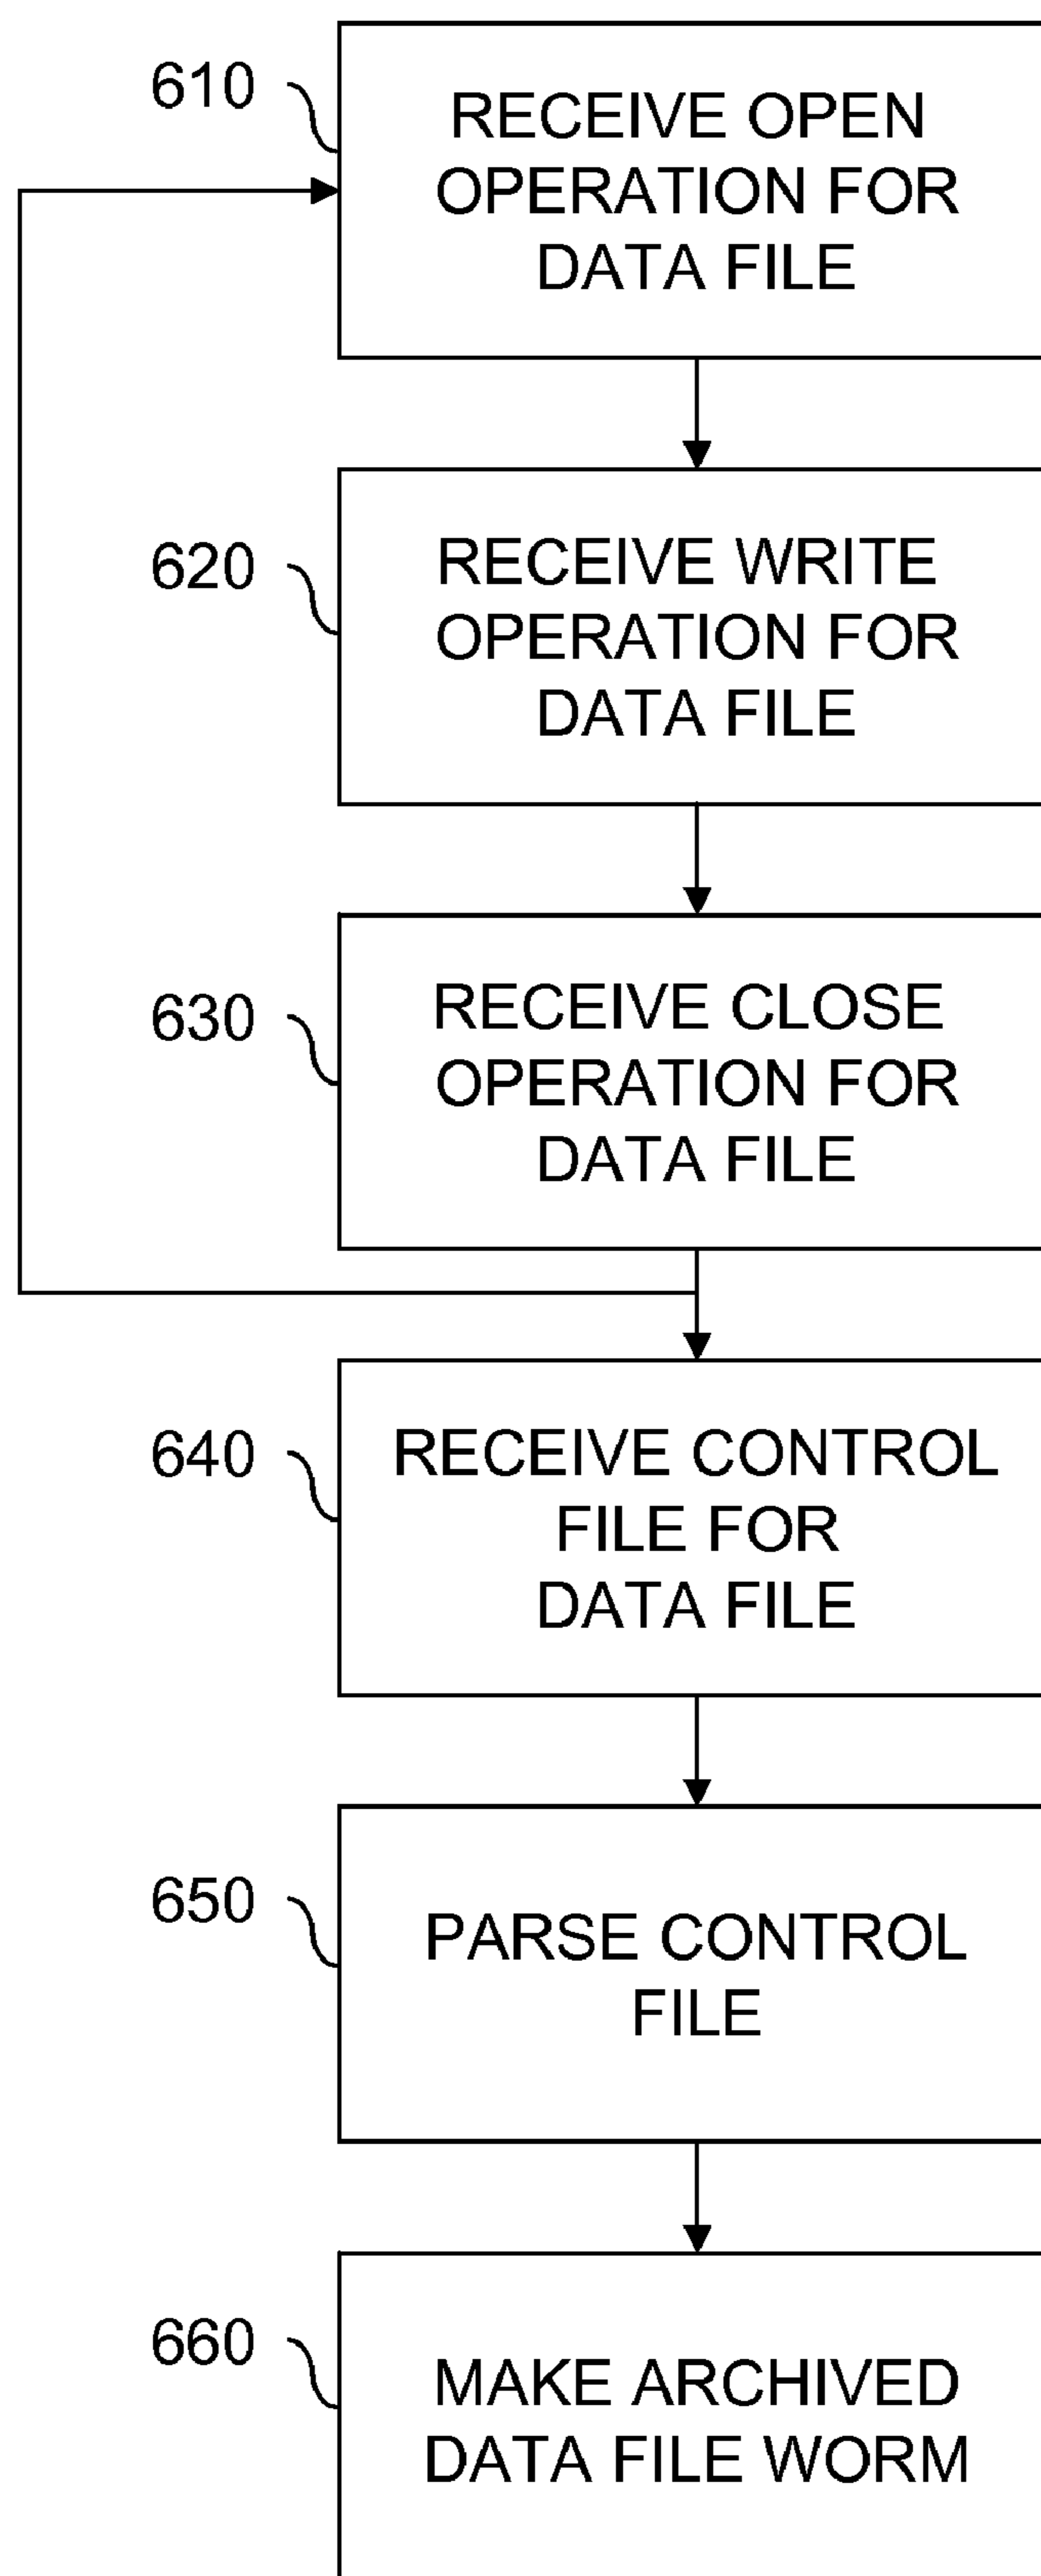 610
RECEIVE OPEN
OPERATION FOR
DATA FILE
620
RECEIVE WRITE
OPERATION FOR
DATA FILE
630
RECEIVE CLOSE
OPERATION FOR
DATA FILE
640
RECEIVE CONTROL
FILE FOR
DATA FILE
650
PARSE CONTROL
FILE
660
MAKE ARCHIVED
DATA FILE WORM